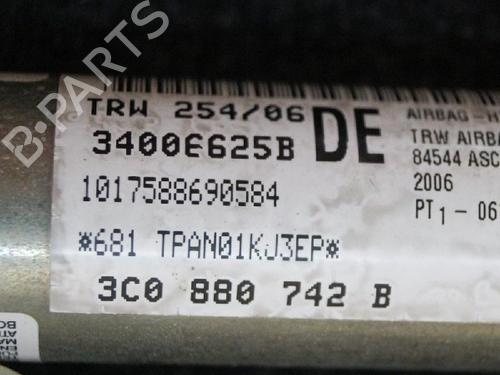 B-PARTS
TRW 254/06 DE
34006625B
1017588690584
*681 TPAN01KJ3EP*
3C0 880 742 B
AIRBAG-H
TRW AIRBA
84544 ASC
2006
PT1-06